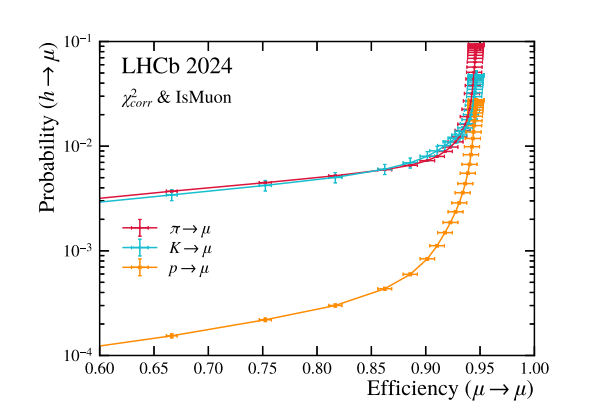 Probability (h → μ)
10⁻¹
10⁻²
10⁻³
10⁻⁴
LHCb 2024
χ²corr & IsMuon
π → μ
K → μ
p → μ
0.60 0.65 0.70 0.75 0.80 0.85 0.90 0.95 1.00
Efficiency (μ → μ)